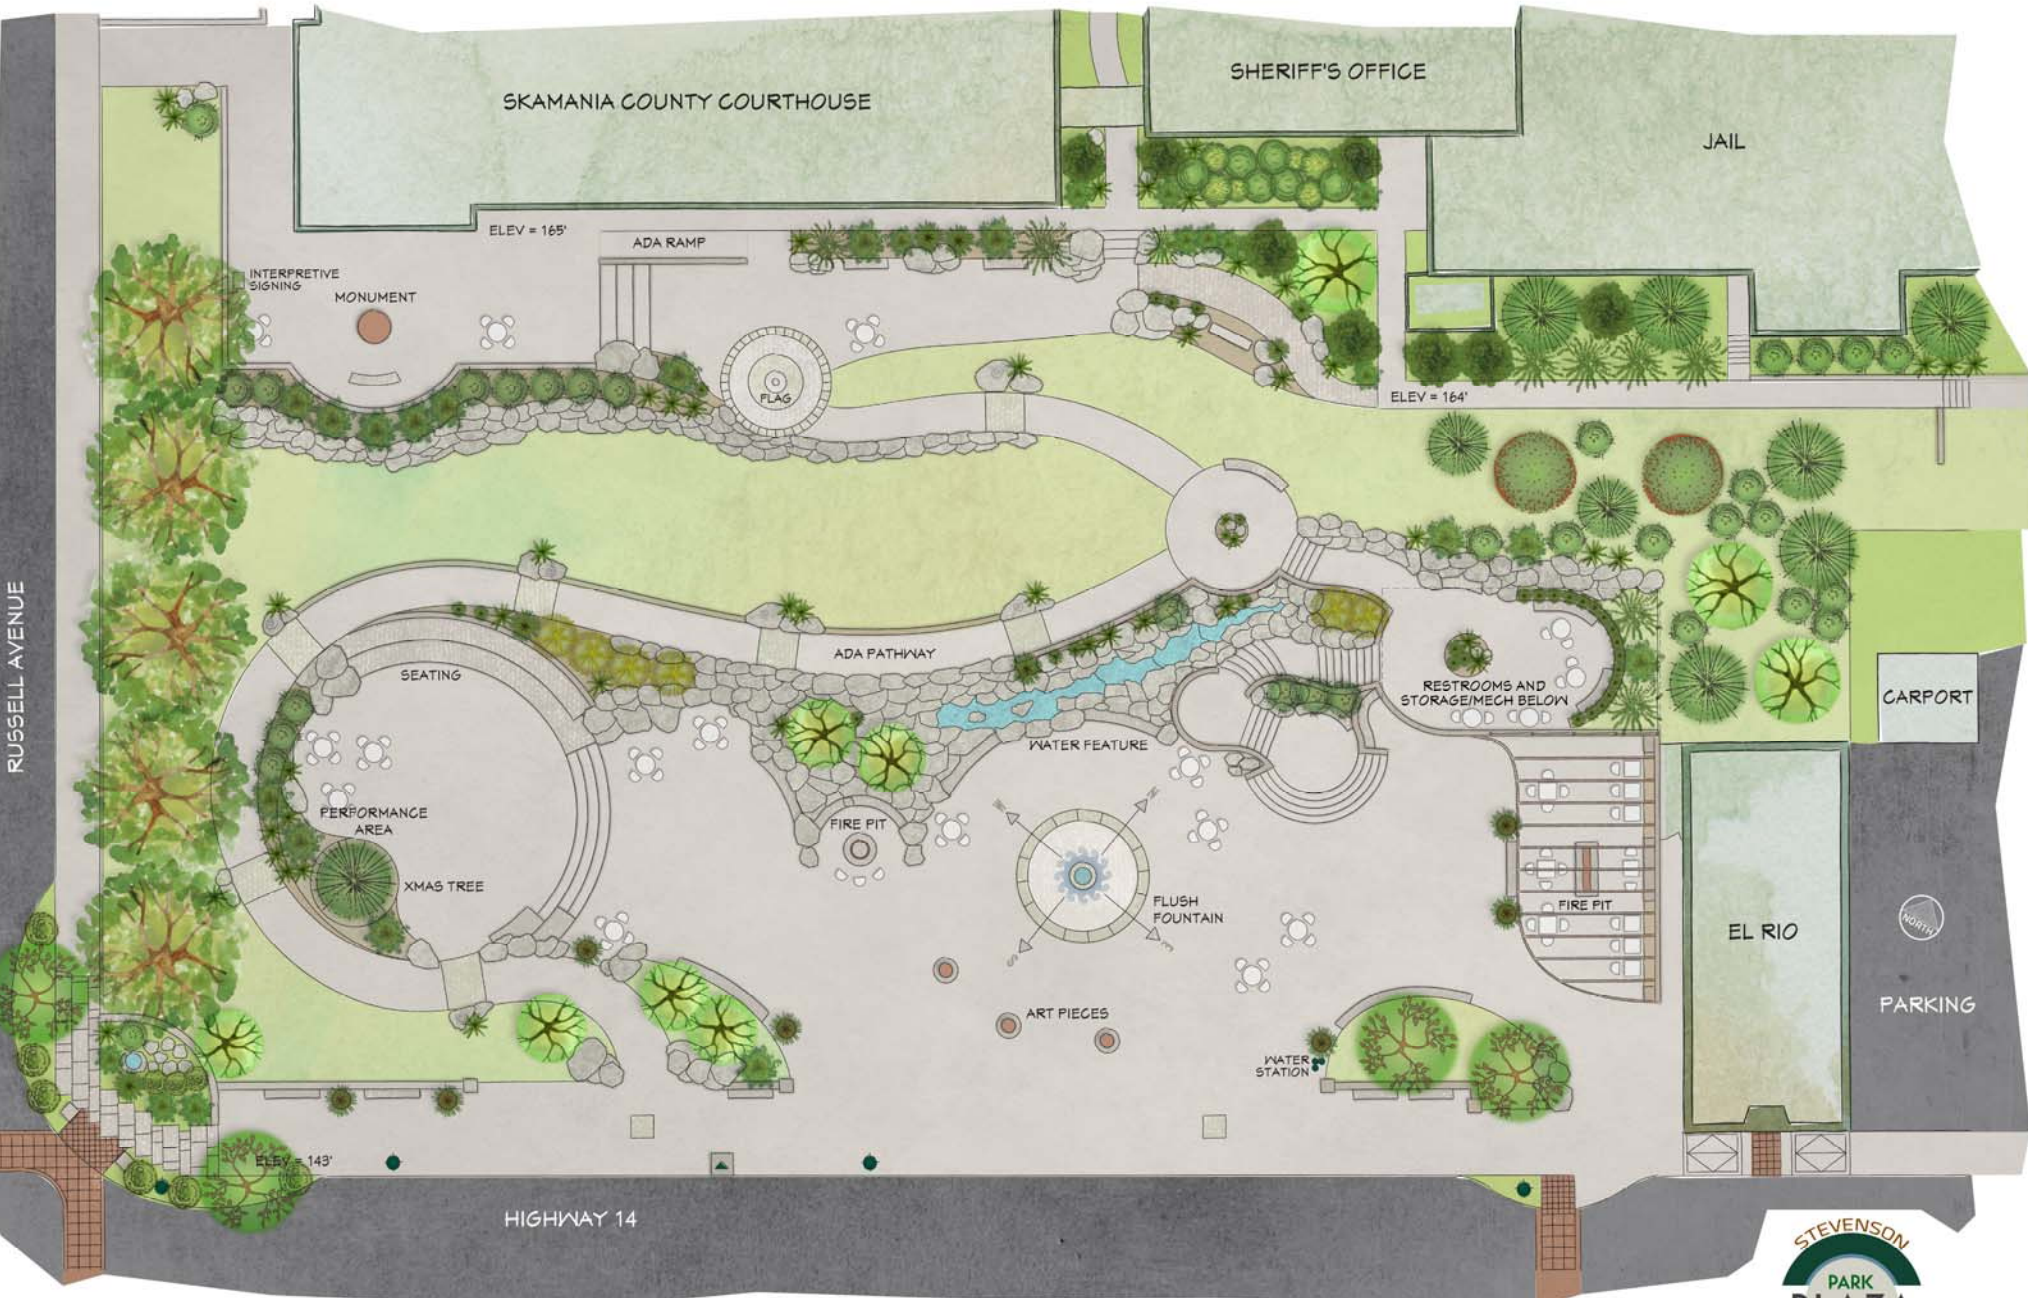 SKAMANIA COUNTY COURTHOUSE
SHERIFF'S OFFICE
JAIL
ELEV = 165'
ADA RAMP
INTERPRETIVE
SIGNING
MONUMENT
FLAG
ELEV = 164'
RUSSELL AVENUE
SEATING
ADA PATHWAY
RESTROOMS AND
STORAGE/MECH BELOW
CARPORT
WATER FEATURE
PERFORMANCE
AREA
FIRE PIT
XMAS TREE
N
S
E
FLUSH
FOUNTAIN
FIRE PIT
EL RIO
NORTH
PARKING
ART PIECES
WATER
STATION
ELEV = 143'
HIGHWAY 14
STEVENSON
PARK
PLAZA